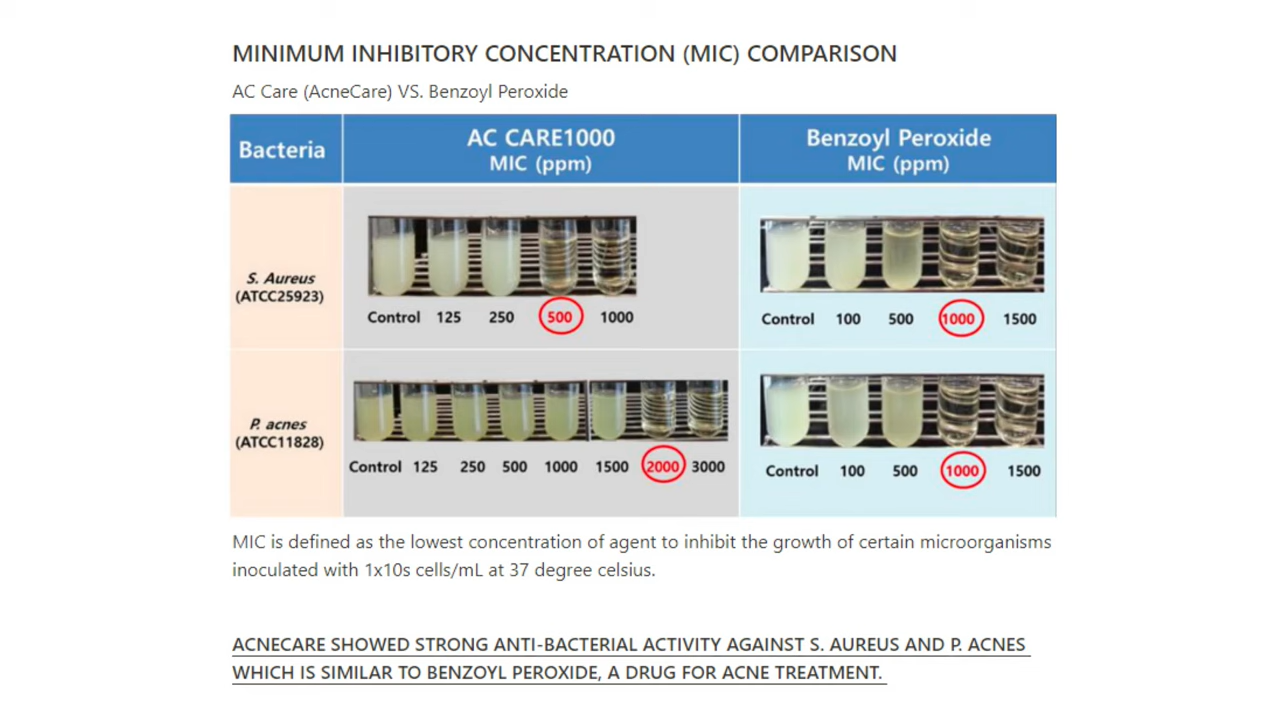 MINIMUM INHIBITORY CONCENTRATION (MIC) COMPARISON
AC Care (AcneCare) VS. Benzoyl Peroxide
Bacteria
AC CARE1000
MIC (ppm)
Benzoyl Peroxide
MIC (ppm)
S. Aureus
(ATCC25923)
Control 125 250 500 1000
Control 100 500 1000 1500
P. acnes
(ATCC11828)
Control 125 250 500 1000 1500 2000 3000
Control 100 500 1000 1500
MIC is defined as the lowest concentration of agent to inhibit the growth of certain microorganisms
inoculated with 1x10s cells/mL at 37 degree celsius.
ACNECARE SHOWED STRONG ANTI-BACTERIAL ACTIVITY AGAINST S. AUREUS AND P. ACNES
WHICH IS SIMILAR TO BENZOYL PEROXIDE, A DRUG FOR ACNE TREATMENT.